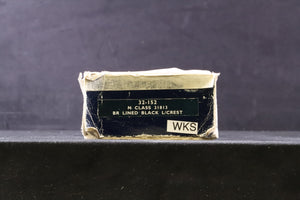 32-152
N CLASS 31813
BR LINED BLACK L/CREST
WKS